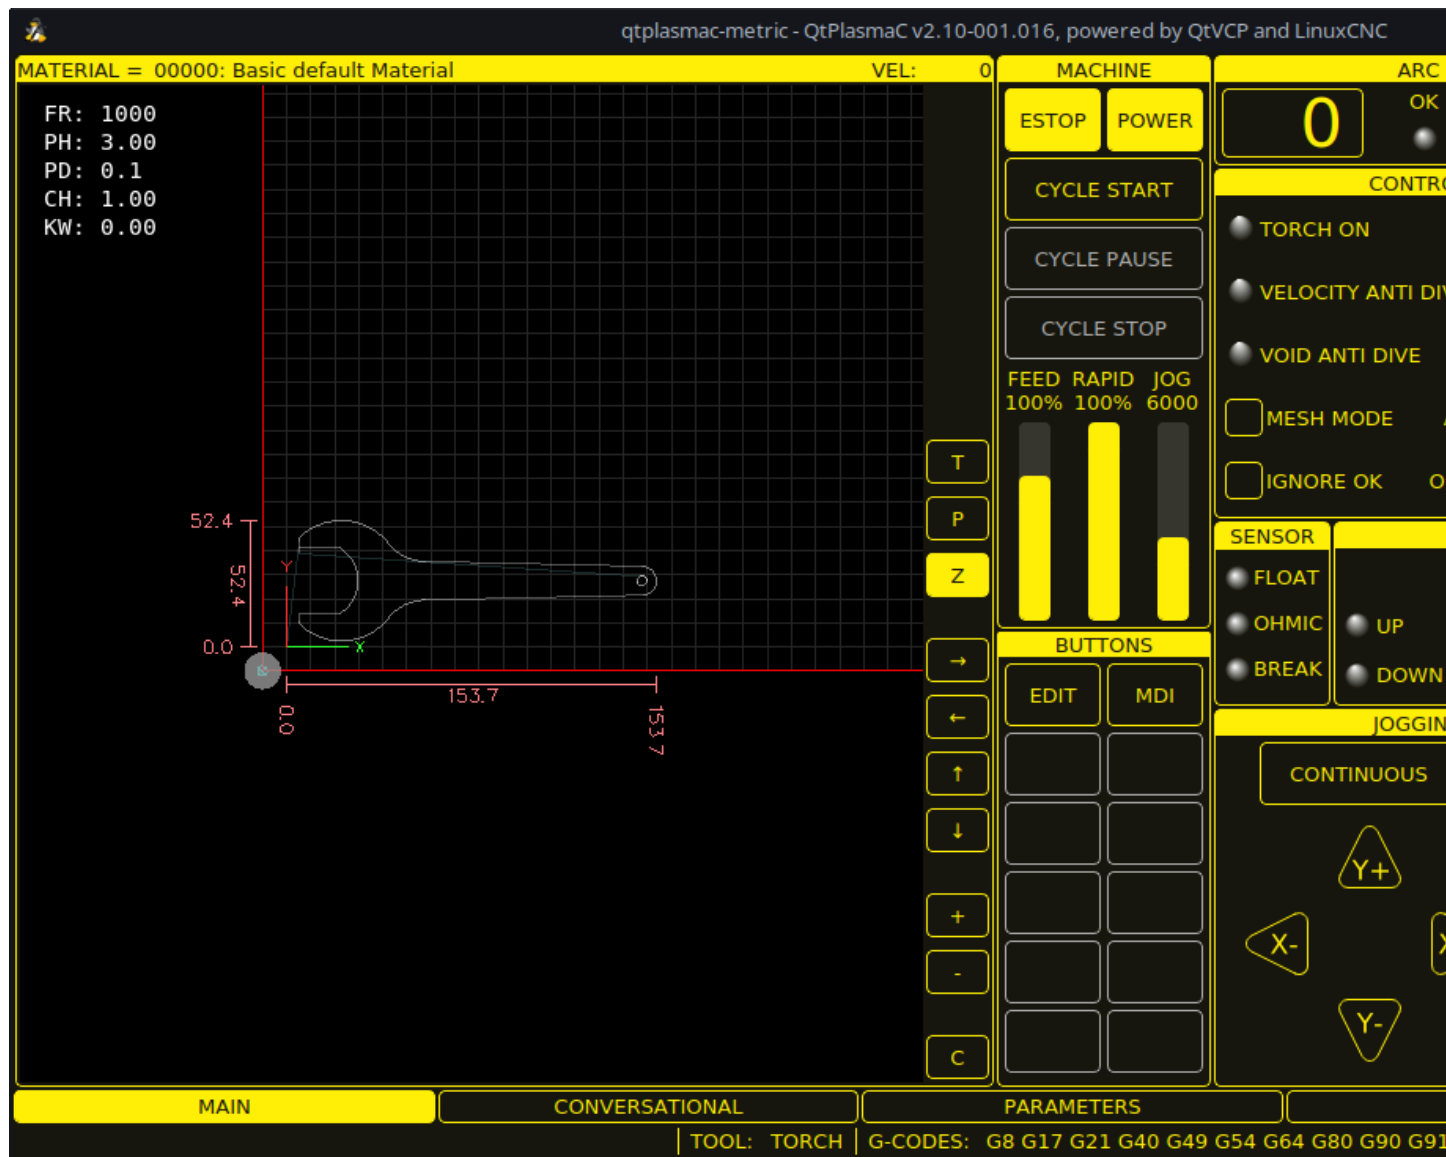 qtplasmac-metric - QtPlasmaC v2.10-001.016, powered by QtVCP and LinuxCNC
MATERIAL = 00000: Basic default Material VEL: 0
FR: 1000
PH: 3.00
PD: 0.1
CH: 1.00
KW: 0.00
52.4
52.4
0.0
Y
X
153.7
0.0
153.7
T
P
Z
→
←
↑
↓
+
-
C
MACHINE
ESTOP POWER
CYCLE START
CYCLE PAUSE
CYCLE STOP
FEED RAPID JOG
100% 100% 6000
BUTTONS
EDIT MDI
ARC
0 OK
CONTRO
TORCH ON
VELOCITY ANTI DIV
VOID ANTI DIVE
MESH MODE
IGNORE OK O
SENSOR
FLOAT
OHMIC
BREAK
UP
DOWN
JOGGIN
CONTINUOUS
Y+
X-
Y-
MAIN CONVERSATIONAL PARAMETERS
TOOL: TORCH G-CODES: G8 G17 G21 G40 G49 G54 G64 G80 G90 G91